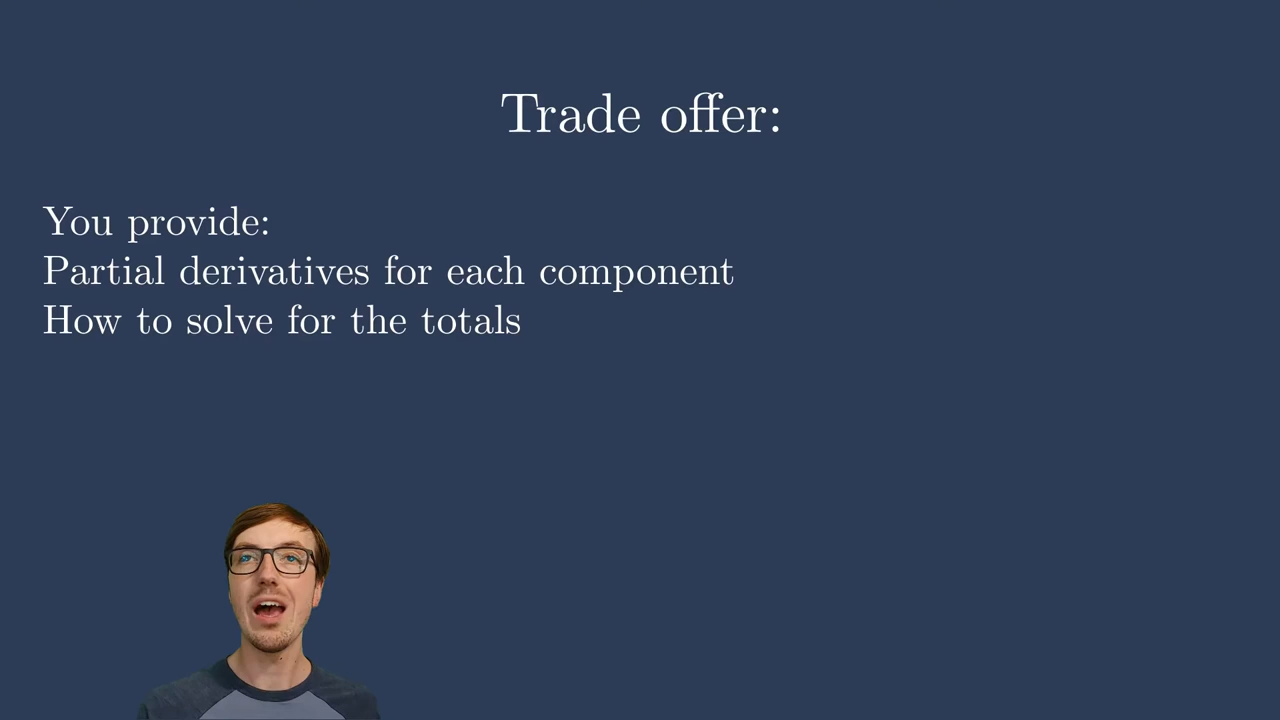 Trade offer:
You provide:
Partial derivatives for each component
How to solve for the totals